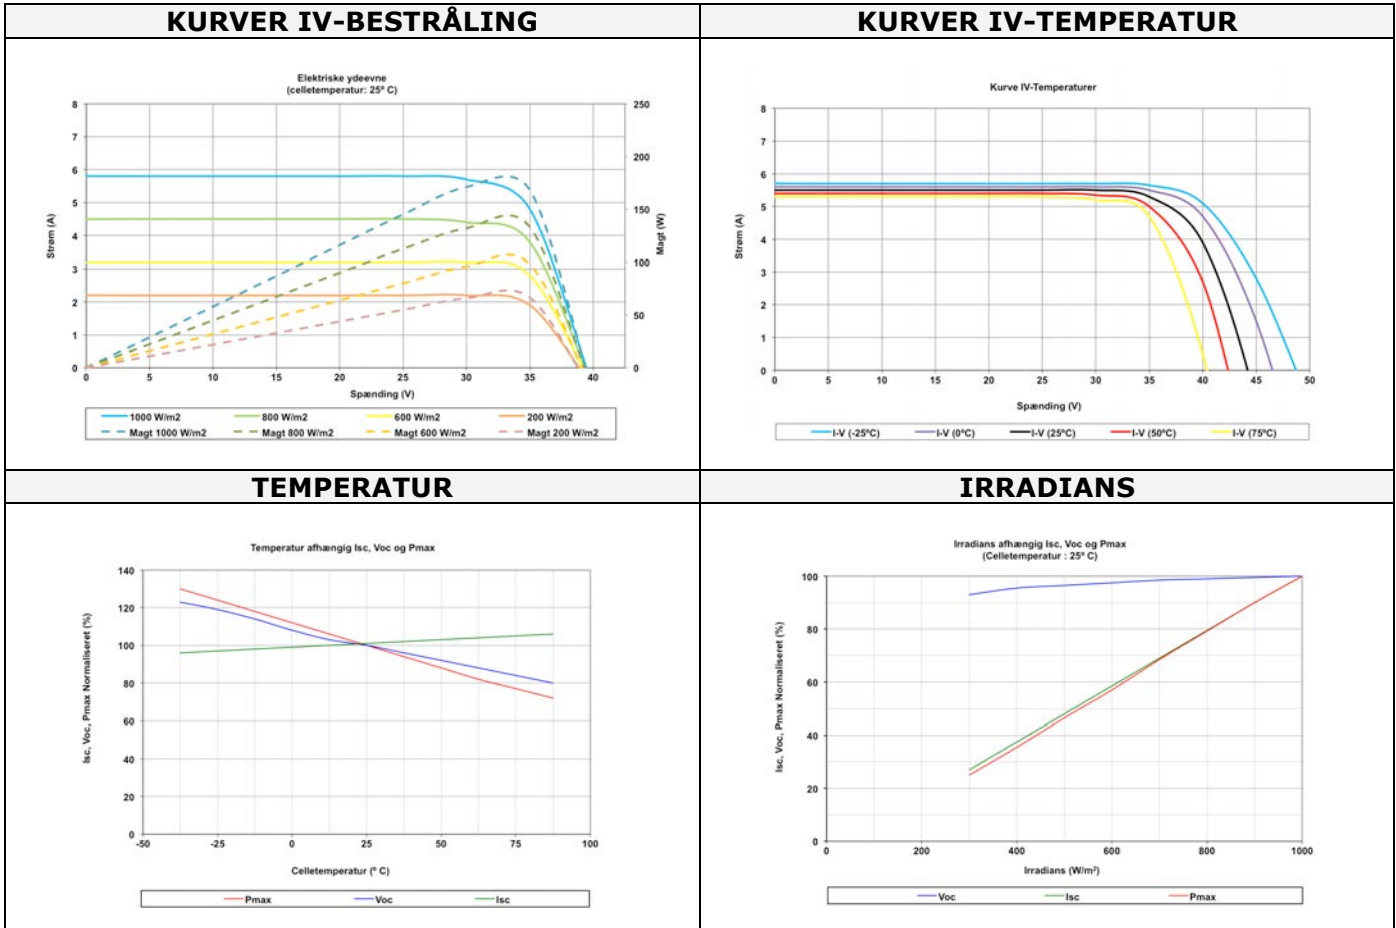 KURVER IV-BESTRÅLING
KURVER IV-TEMPERATUR
Elektriske ydeevne
(celletemperatur: 25º C)
8
7
6
5
4
3
2
1
0
Strøm (A)
250
200
150
100
50
0
Magt (W)
0 5 10 15 20 25 30 35 40
Spænding (V)
1000 W/m2 800 W/m2 600 W/m2 200 W/m2
Magt 1000 W/m2 Magt 800 W/m2 Magt 600 W/m2 Magt 200 W/m2
Kurve IV-Temperaturer
8
7
6
5
4
3
2
1
0
Strøm (A)
0 5 10 15 20 25 30 35 40 45 50
Spænding (V)
I-V (-25ºC) I-V (0ºC) I-V (25ºC) I-V (50ºC) I-V (75ºC)
TEMPERATUR
IRRADIANS
Temperatur afhængig Isc, Voc og Pmax
140
120
100
80
60
40
20
0
Isc, Voc, Pmax Normaliseret (%)
-50 -25 0 25 50 75 100
Celletemperatur (º C)
Pmax Voc Isc
Irradians afhængig Isc, Voc og Pmax
(Celletemperatur : 25º C)
100
80
60
40
20
0
Isc, Voc, Pmax Normaliseret (%)
0 200 400 600 800 1000
Irradians (W/m²)
Voc Isc Pmax